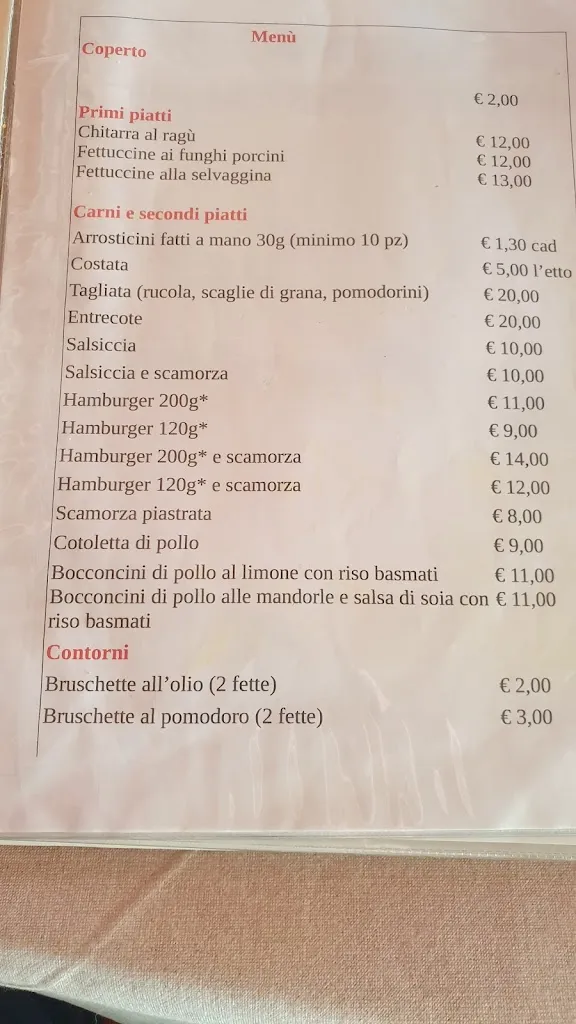 Menù
Coperto
€ 2,00
Primi piatti
Chitarra al ragù € 12,00
Fettuccine ai funghi porcini € 12,00
Fettuccine alla selvaggina € 13,00
Carni e secondi piatti
Arrosticini fatti a mano 30g (minimo 10 pz) € 1,30 cad
Costata € 5,00 l'etto
Tagliata (rucola, scaglie di grana, pomodorini) € 20,00
Entrecote € 20,00
Salsiccia € 10,00
Salsiccia e scamorza € 10,00
Hamburger 200g* € 11,00
Hamburger 120g* € 9,00
Hamburger 200g* e scamorza € 14,00
Hamburger 120g* e scamorza € 12,00
Scamorza piastrata € 8,00
Cotoletta di pollo € 9,00
Bocconcini di pollo al limone con riso basmati € 11,00
Bocconcini di pollo alle mandorle e salsa di soia con € 11,00
riso basmati
Contorni
Bruschette all'olio (2 fette) € 2,00
Bruschette al pomodoro (2 fette) € 3,00